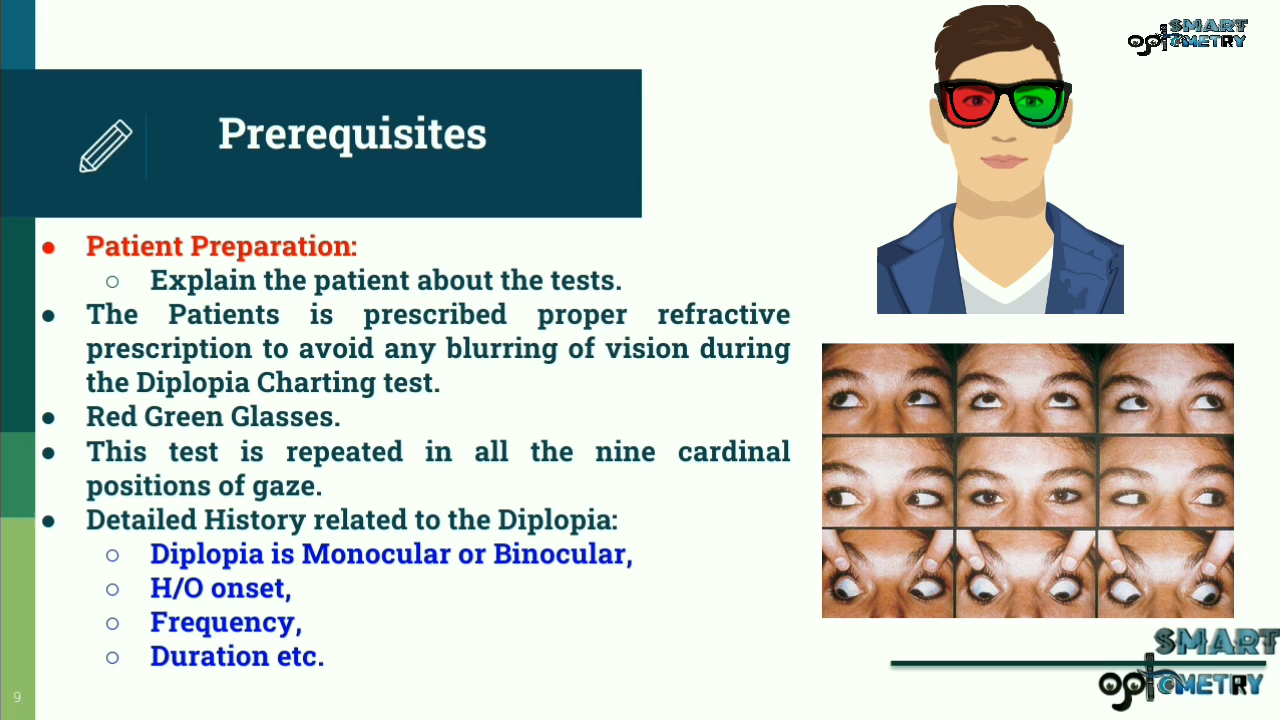 SMART
OPTOMETRY
Prerequisites
● Patient Preparation:
○ Explain the patient about the tests.
● The Patients is prescribed proper refractive
prescription to avoid any blurring of vision during
the Diplopia Charting test.
● Red Green Glasses.
● This test is repeated in all the nine cardinal
positions of gaze.
● Detailed History related to the Diplopia:
○ Diplopia is Monocular or Binocular,
○ H/O onset,
○ Frequency,
○ Duration etc.
SMART
OPTOMETRY
9